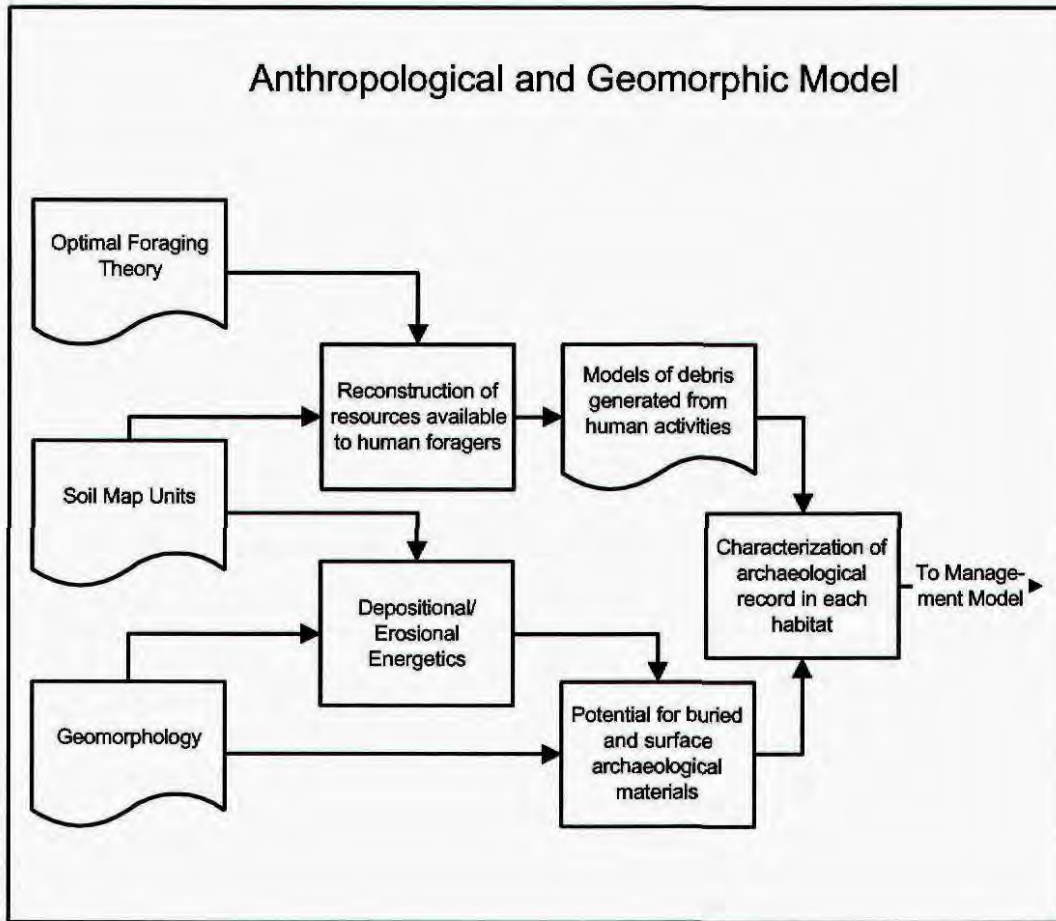 Anthropological and Geomorphic Model
Optimal Foraging
Theory
Reconstruction of
resources available
to human foragers
Models of debris
generated from
human activities
Soil Map Units
Characterization of
archaeological
record in each
habitat
To Manage-
ment Model
Depositional/
Erosional
Energetics
Geomorphology
Potential for buried
and surface
archaeological
materials